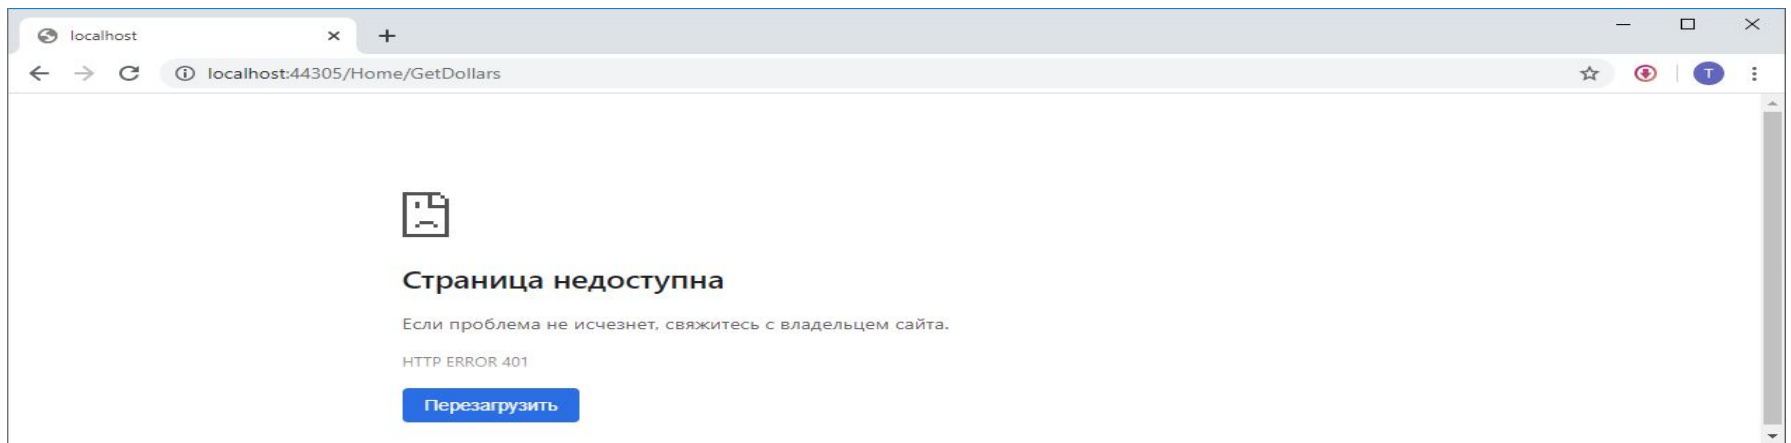 localhost
localhost:44305/Home/GetDollars
T
Страница недоступна
Если проблема не исчезнет, свяжитесь с владельцем сайта.
HTTP ERROR 401
Перезагрузить